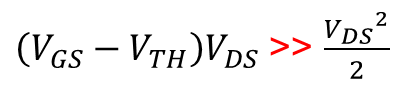 (V_GS − V_TH)V_DS >> V_DS²/2